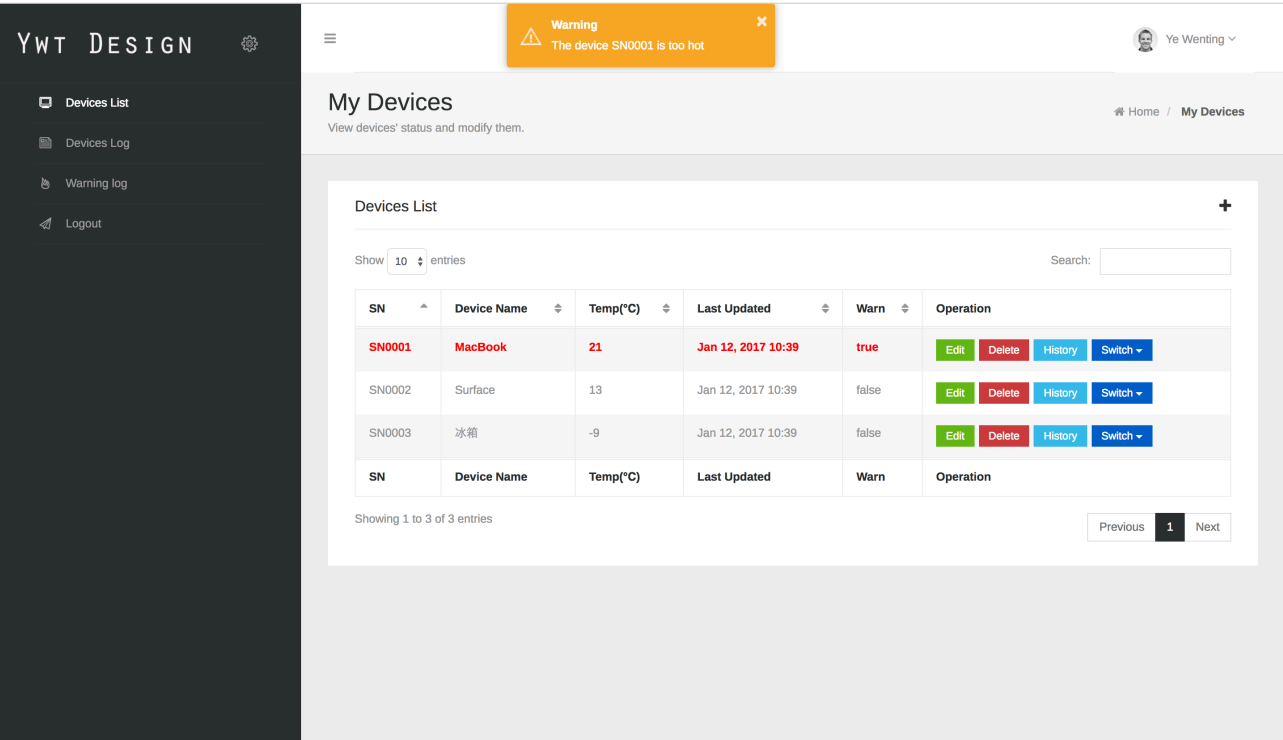 Ywt Design
Warning
The device SN0001 is too hot
Ye Wenting
Devices List
Devices Log
Warning log
Logout
My Devices
View devices' status and modify them.
Home / My Devices
Devices List
Show 10 entries
Search:
SN Device Name Temp(°C) Last Updated Warn Operation
SN0001 MacBook 21 Jan 12, 2017 10:39 true Edit Delete History Switch
SN0002 Surface 13 Jan 12, 2017 10:39 false Edit Delete History Switch
SN0003 冰箱 -9 Jan 12, 2017 10:39 false Edit Delete History Switch
SN Device Name Temp(°C) Last Updated Warn Operation
Showing 1 to 3 of 3 entries
Previous 1 Next